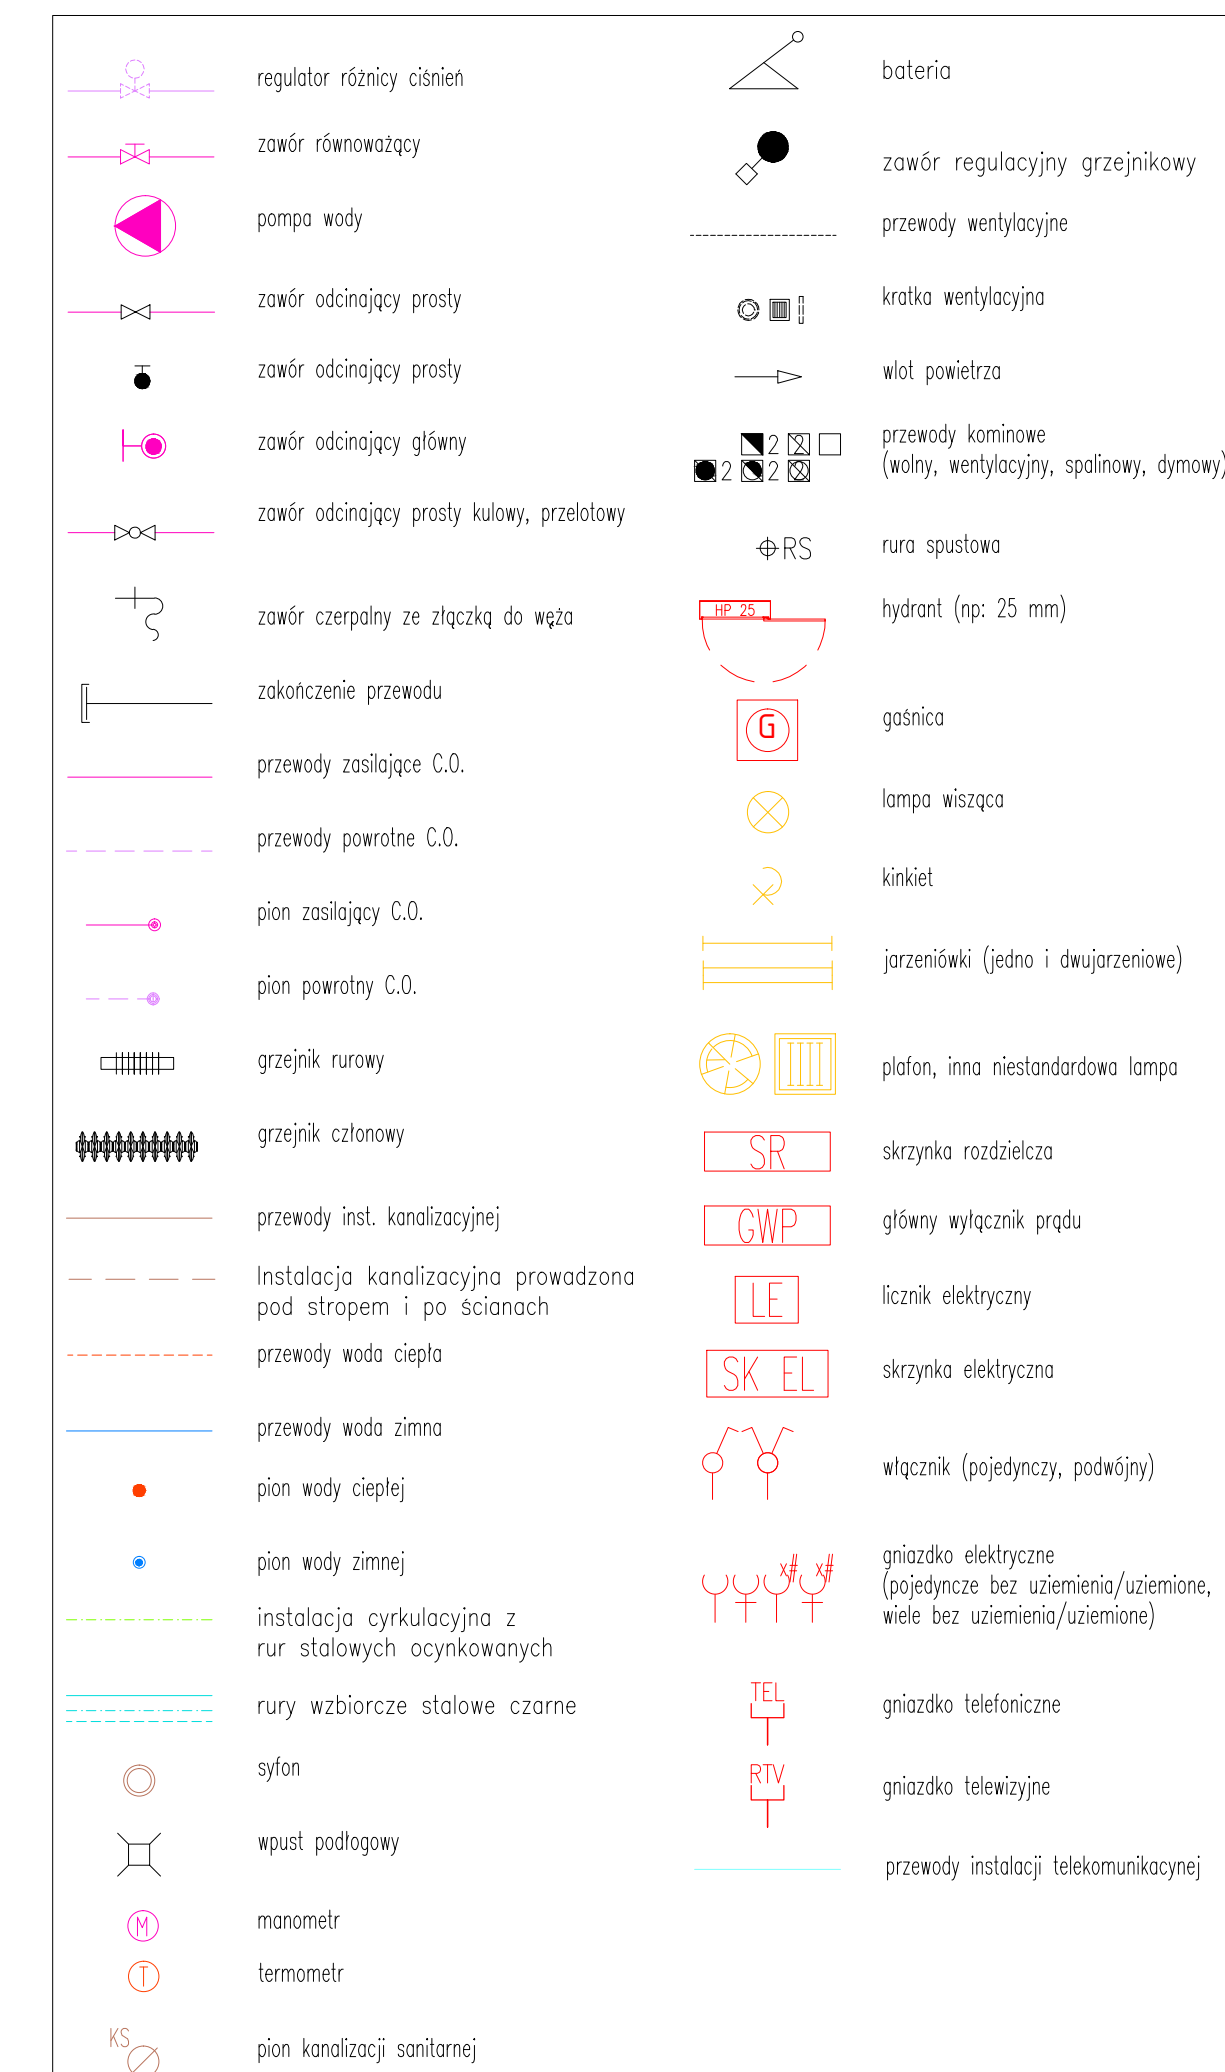 regulator różnicy ciśnień
zawór równoważący
pompa wody
zawór odcinający prosty
zawór odcinający prosty
zawór odcinający główny
zawór odcinający prosty kulowy, przelotowy
zawór czerpalny ze złączką do węża
zakończenie przewodu
przewody zasilające C.O.
przewody powrotne C.O.
pion zasilający C.O.
pion powrotny C.O.
grzejnik rurowy
grzejnik członowy
przewody inst. kanalizacyjnej
Instalacja kanalizacyjna prowadzona
pod stropem i po ścianach
przewody woda ciepła
przewody woda zimna
pion wody ciepłej
pion wody zimnej
instalacja cyrkulacyjna z
rur stalowych ocynkowanych
rury wzbiorcze stalowe czarne
syfon
wpust podłogowy
M manometr
T termometr
KS
pion kanalizacji sanitarnej
bateria
zawór regulacyjny grzejnikowy
przewody wentylacyjne
kratka wentylacyjna
wlot powietrza
2 2
2 2 2
przewody kominowe
(wolny, wentylacyjny, spalinowy, dymowy)
RS rura spustowa
HP 25 hydrant (np: 25 mm)
G gaśnica
lampa wisząca
kinkiet
jarzeniówki (jedno i dwujarzeniowe)
plafon, inna niestandardowa lampa
SR skrzynka rozdzielcza
GWP główny wyłącznik prądu
LE licznik elektryczny
SK EL skrzynka elektryczna
włącznik (pojedynczy, podwójny)
x# x#
gniazdko elektryczne
(pojedyncze bez uziemienia/uziemione,
wiele bez uziemienia/uziemione)
TEL gniazdko telefoniczne
RTV gniazdko telewizyjne
przewody instalacji telekomunikacynej